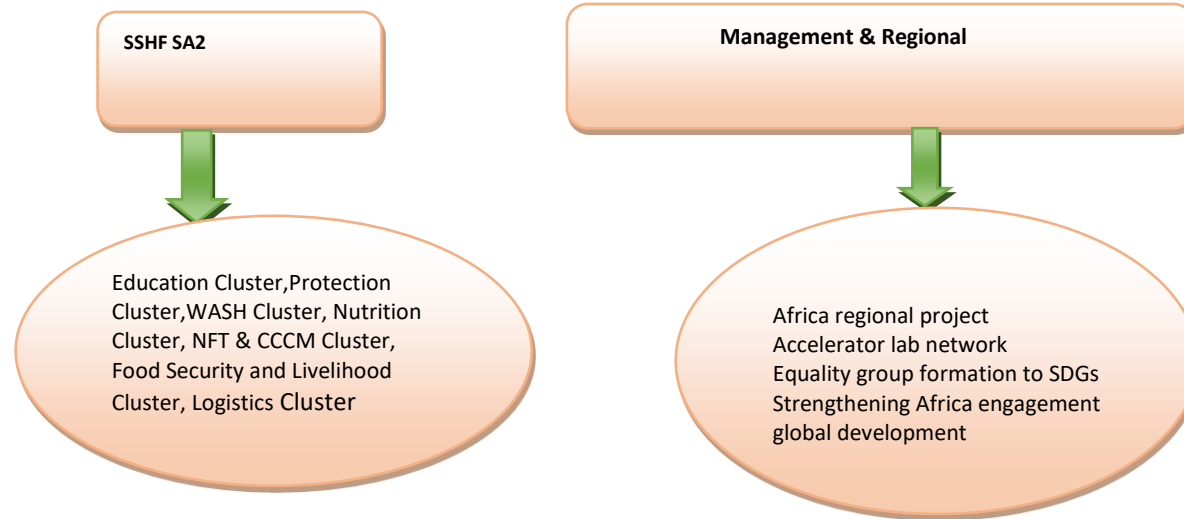 SSHF SA2
Education Cluster,Protection
Cluster,WASH Cluster, Nutrition
Cluster, NFT & CCCM Cluster,
Food Security and Livelihood
Cluster, Logistics Cluster
Management & Regional
Africa regional project
Accelerator lab network
Equality group formation to SDGs
Strengthening Africa engagement
global development